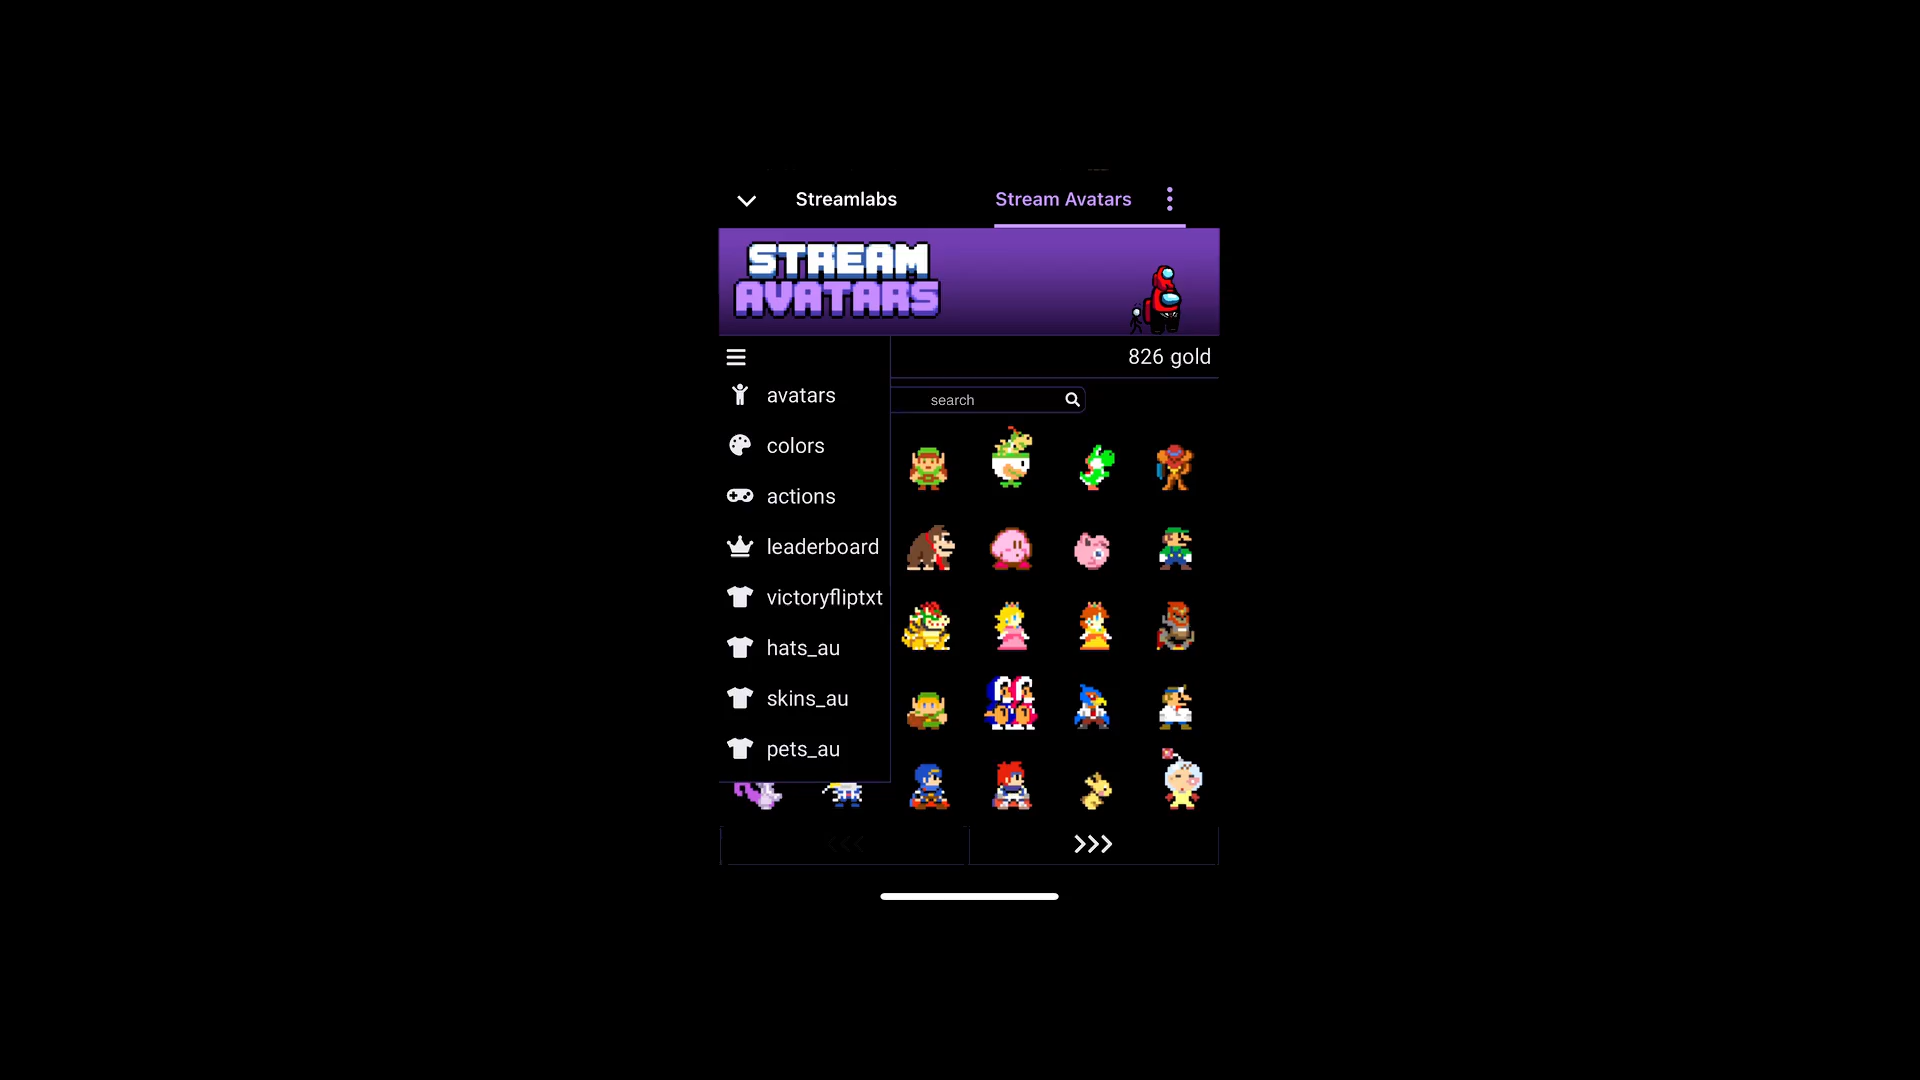 Streamlabs
Stream Avatars
STREAM
AVATARS
826 gold
avatars
search
colors
actions
leaderboard
victoryfliptxt
hats_au
skins_au
pets_au
<<<
>>>